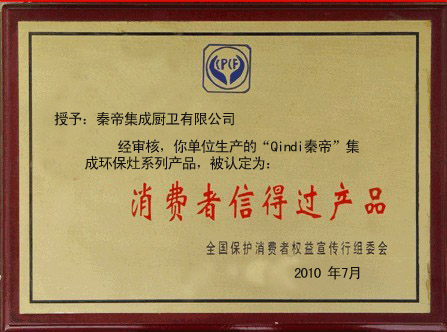 CPCF
授予：秦帝集成厨卫有限公司
经审核，你单位生产的“Qindi秦帝”集
成环保灶系列产品，被认定为：
消费者信得过产品
全国保护消费者权益宣传行组委会
2010 年7月